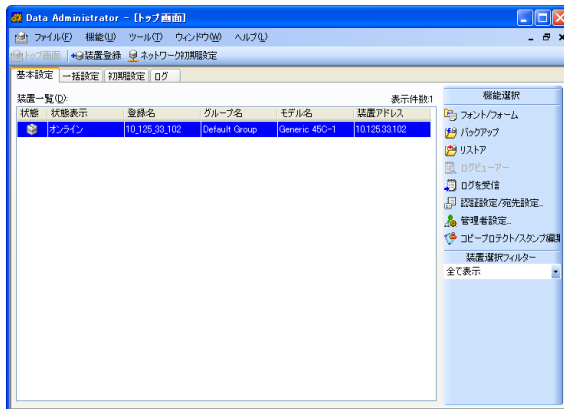 Data Administrator - [トップ画面]
ファイル(F) 機能(U) ツール(T) ウィンドウ(W) ヘルプ(L)
トップ画面 装置登録 ネットワーク初期設定
基本設定 一括設定 初期設定 ログ
装置一覧(D): 表示件数:1
状態 状態表示 登録名 グループ名 モデル名 装置アドレス
オンライン 10_125_33_102 Default Group Generic 45C-1 10.125.33.102
機能選択
フォント/フォーム
バックアップ
リストア
ログビューアー
ログを受信
認証設定/宛先設定...
管理者設定...
コピープロテクト/スタンプ編集
装置選択フィルター
全て表示